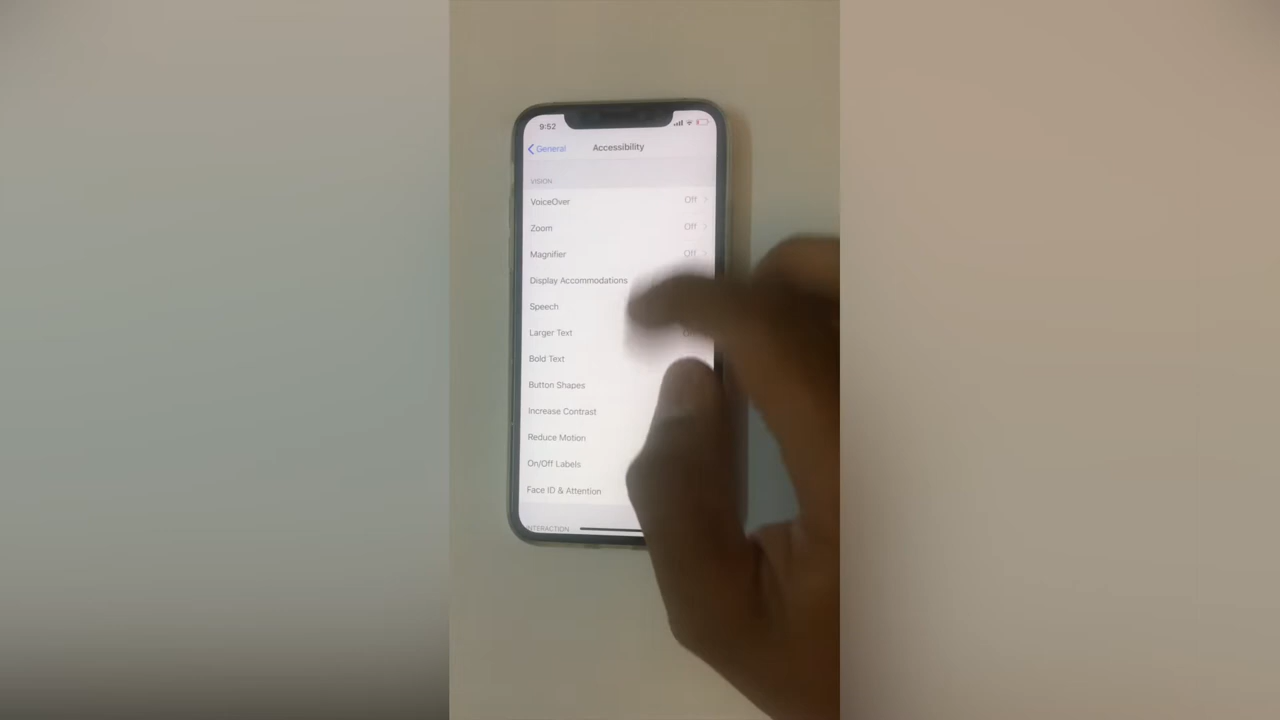 9:52
General Accessibility
VISION
VoiceOver Off
Zoom Off
Magnifier Off
Display Accommodations
Speech
Larger Text
Bold Text
Button Shapes
Increase Contrast
Reduce Motion
On/Off Labels
Face ID & Attention
INTERACTION